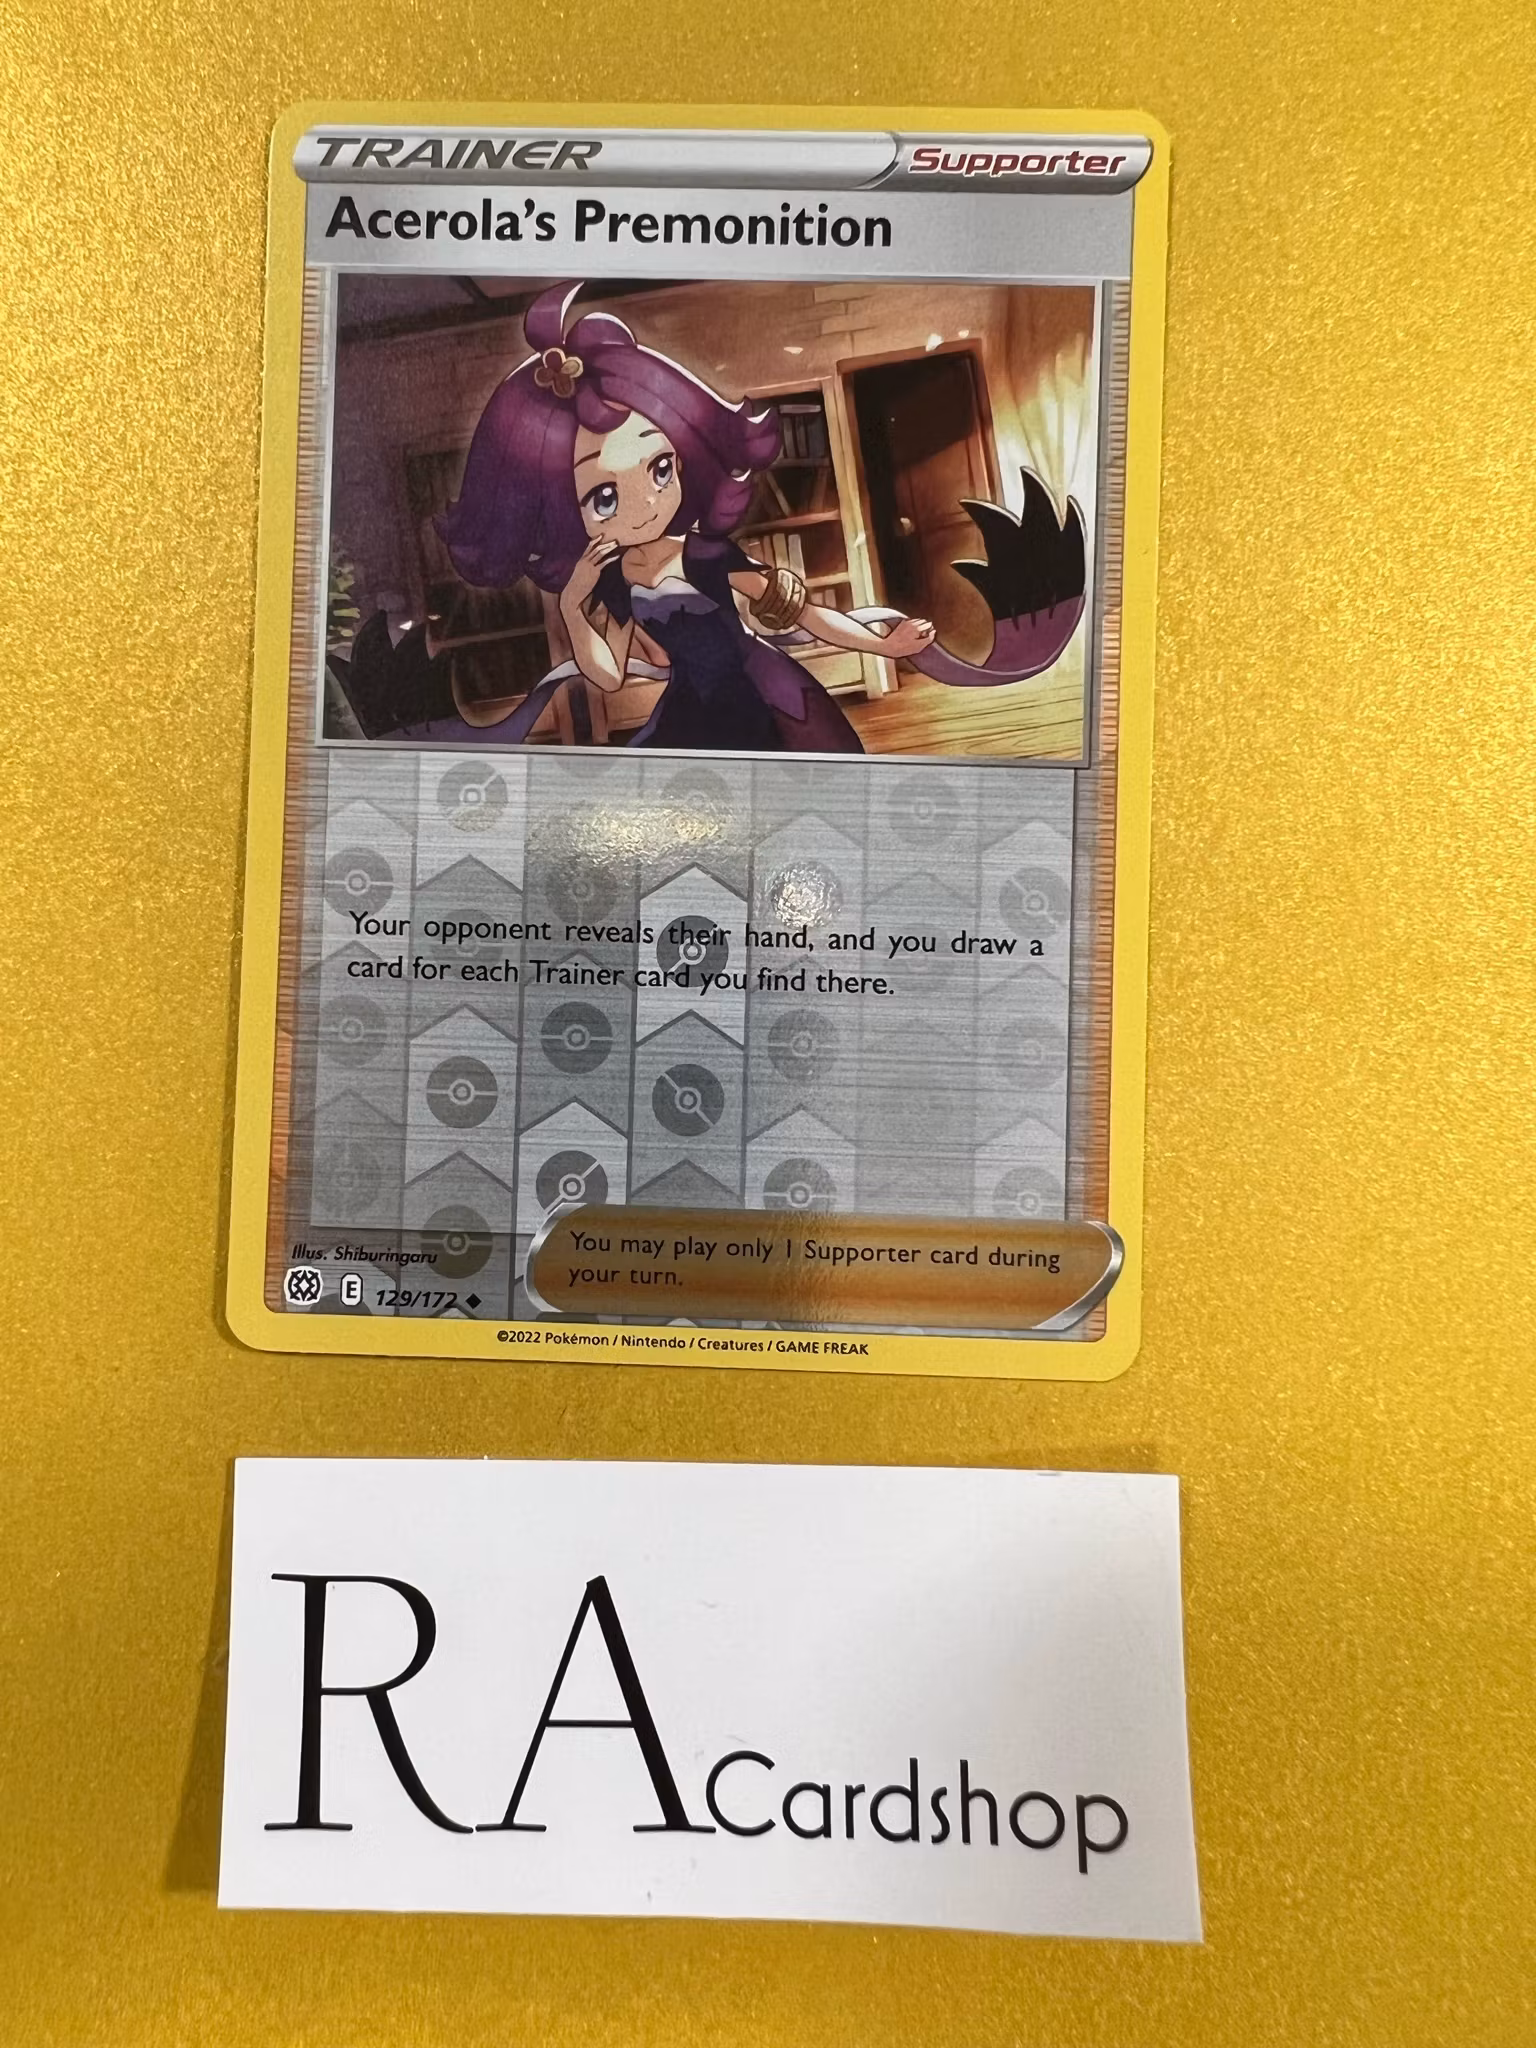 TRAINER Supporter
Acerola's Premonition
Your opponent reveals their hand, and you draw a
card for each Trainer card you find there.
You may play only 1 Supporter card during
your turn.
Illus. Shiburingaru
E 129/172
©2022 Pokémon / Nintendo / Creatures / GAME FREAK
RACardshop